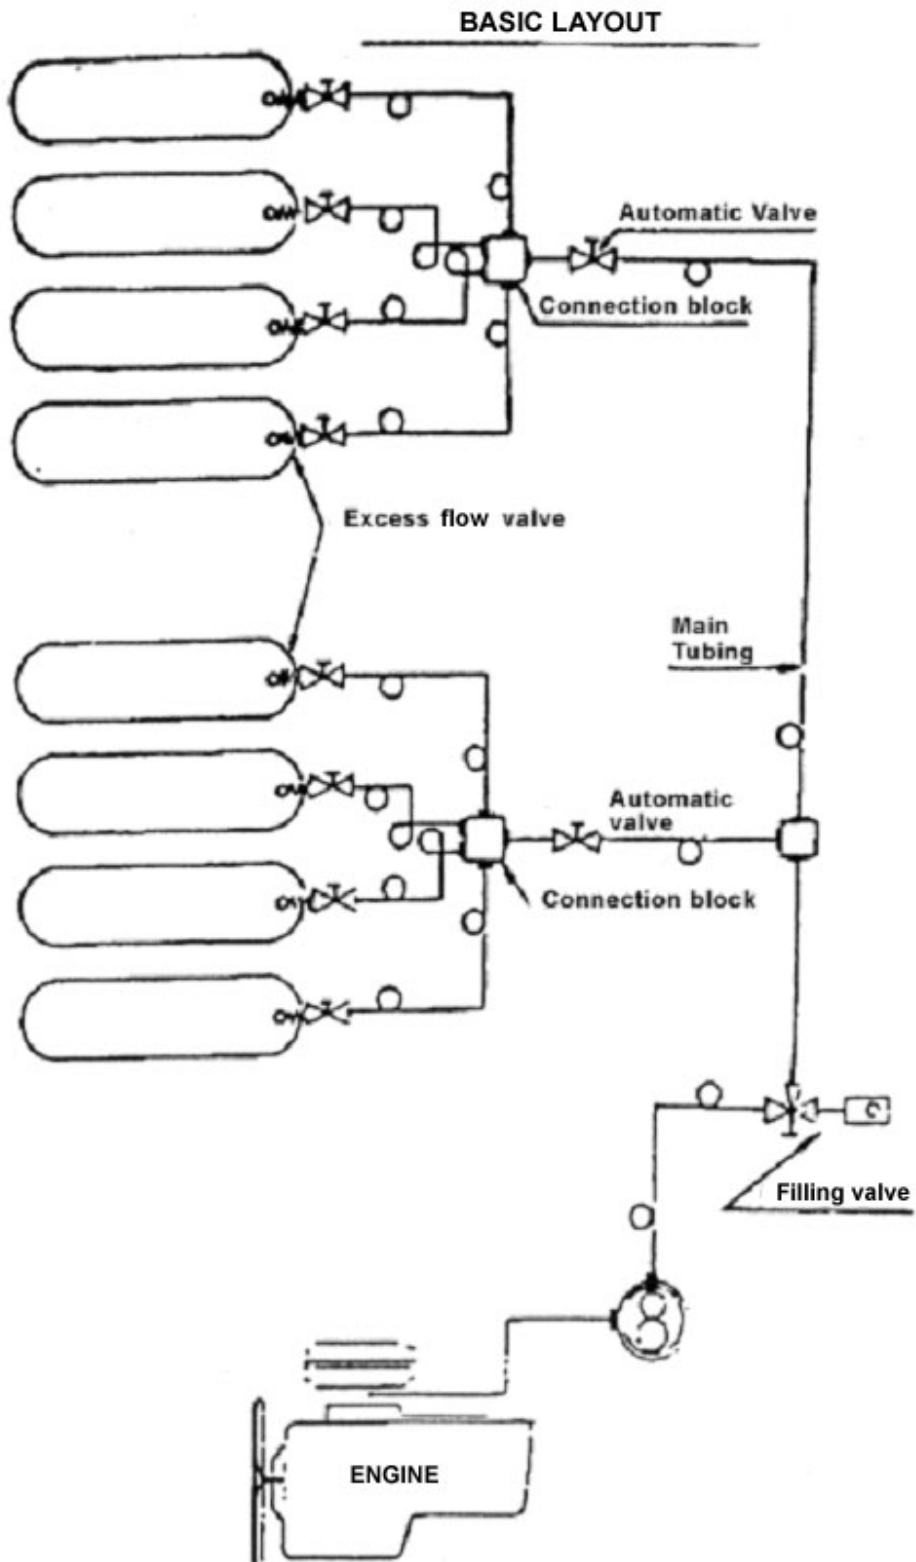 BASIC LAYOUT
Automatic Valve
Connection block
Excess flow valve
Main
Tubing
Automatic
valve
Connection block
Filling valve
ENGINE